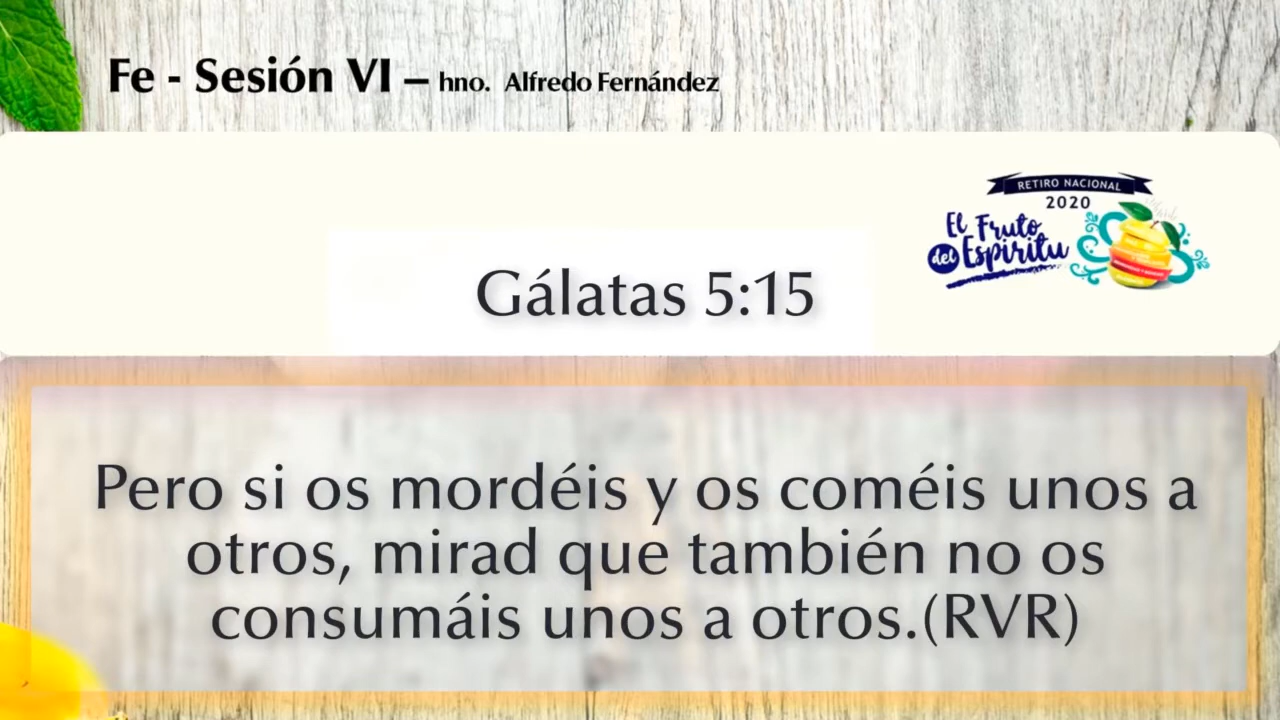 Fe - Sesión VI – hno. Alfredo Fernández
RETIRO NACIONAL
2020
El Fruto
del Espíritu
Gálatas 5:15
Pero si os mordéis y os coméis unos a
otros, mirad que también no os
consumáis unos a otros.(RVR)